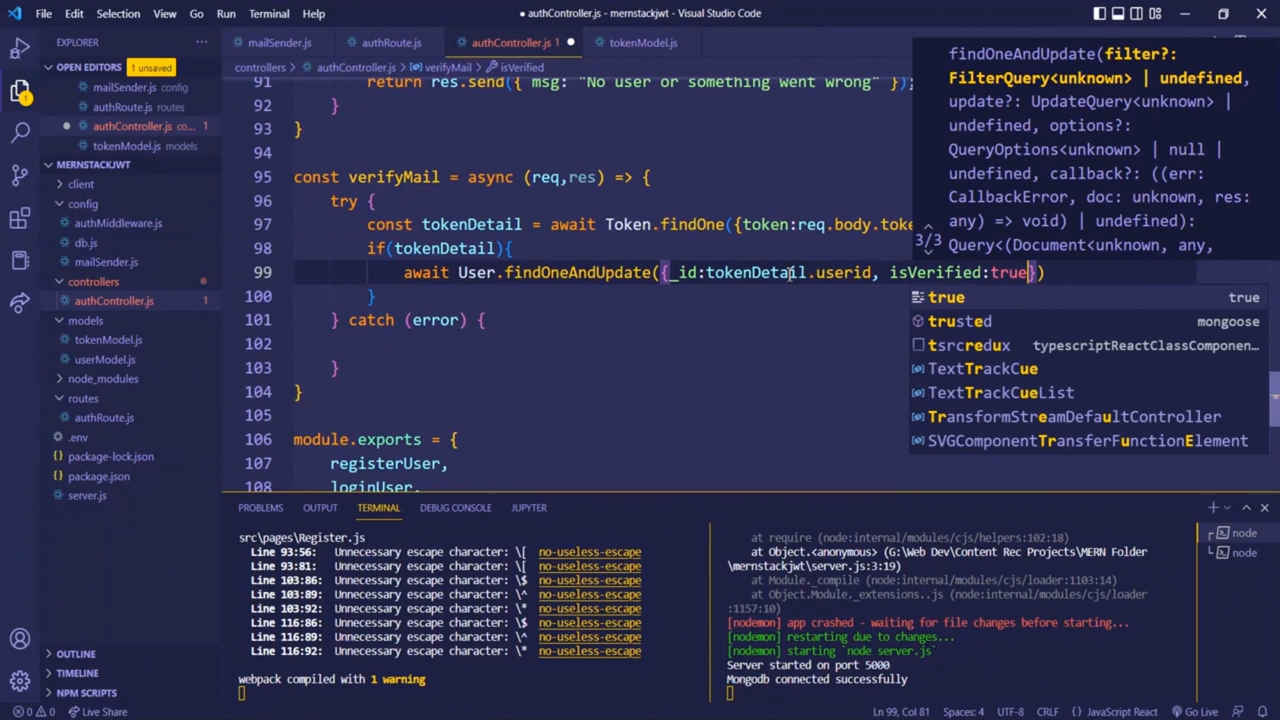 File Edit Selection View Go Run Terminal Help
● authController.js - mernstackjwt - Visual Studio Code
EXPLORER ···
OPEN EDITORS 1 unsaved
mailSender.js config
authRoute.js routes
● authController.js co... 1
tokenModel.js models
MERNSTACKJWT
client
config
authMiddleware.js
db.js
mailSender.js
controllers
authController.js 1
models
tokenModel.js
userModel.js
node_modules
routes
authRoute.js
.env
package-lock.json
package.json
server.js
OUTLINE
TIMELINE
NPM SCRIPTS
mailSender.js authRoute.js authController.js 1 ● tokenModel.js
controllers > authController.js > verifyMail > isVerified
91 return res.send({ msg: "No user or something went wrong" });
92 }
93 }
94
95 const verifyMail = async (req,res) => {
96 try {
97 const tokenDetail = await Token.findOne({token:req.body.toke
98 if(tokenDetail){
99 await User.findOneAndUpdate({_id:tokenDetail.userid, isVerified:true})
100 }
101 } catch (error) {
102
103 }
104 }
105
106 module.exports = {
107 registerUser,
108 loginUser,
findOneAndUpdate(filter?:
FilterQuery<unknown> | undefined,
update?: UpdateQuery<unknown> |
undefined, options?:
QueryOptions<unknown> | null |
undefined, callback?: ((err:
CallbackError, doc: unknown, res:
any) => void) | undefined):
3/3 Query<(Document<unknown, any,
true true
trusted mongoose
tsrcredux typescriptReactClassComponen…
TextTrackCue
TextTrackCueList
TransformStreamDefaultController
SVGComponentTransferFunctionElement
PROBLEMS OUTPUT TERMINAL DEBUG CONSOLE JUPYTER
src\pages\Register.js
Line 93:56: Unnecessary escape character: \[ no-useless-escape
Line 93:81: Unnecessary escape character: \[ no-useless-escape
Line 103:86: Unnecessary escape character: \$ no-useless-escape
Line 103:89: Unnecessary escape character: \^ no-useless-escape
Line 103:92: Unnecessary escape character: \* no-useless-escape
Line 116:86: Unnecessary escape character: \$ no-useless-escape
Line 116:89: Unnecessary escape character: \^ no-useless-escape
Line 116:92: Unnecessary escape character: \* no-useless-escape
webpack compiled with 1 warning
at require (node:internal/modules/cjs/helpers:102:18)
at Object.<anonymous> (G:\Web Dev\Content Rec Projects\MERN Folder
\mernstackjwt\server.js:3:19)
at Module._compile (node:internal/modules/cjs/loader:1103:14)
at Object.Module._extensions..js (node:internal/modules/cjs/loader
:1157:10)
[nodemon] app crashed - waiting for file changes before starting...
[nodemon] restarting due to changes...
[nodemon] starting `node server.js`
Server started on port 5000
Mongodb connected successfully
node
node
0 0 Live Share
Ln 99, Col 81 Spaces: 4 UTF-8 CRLF {} JavaScript React Go Live